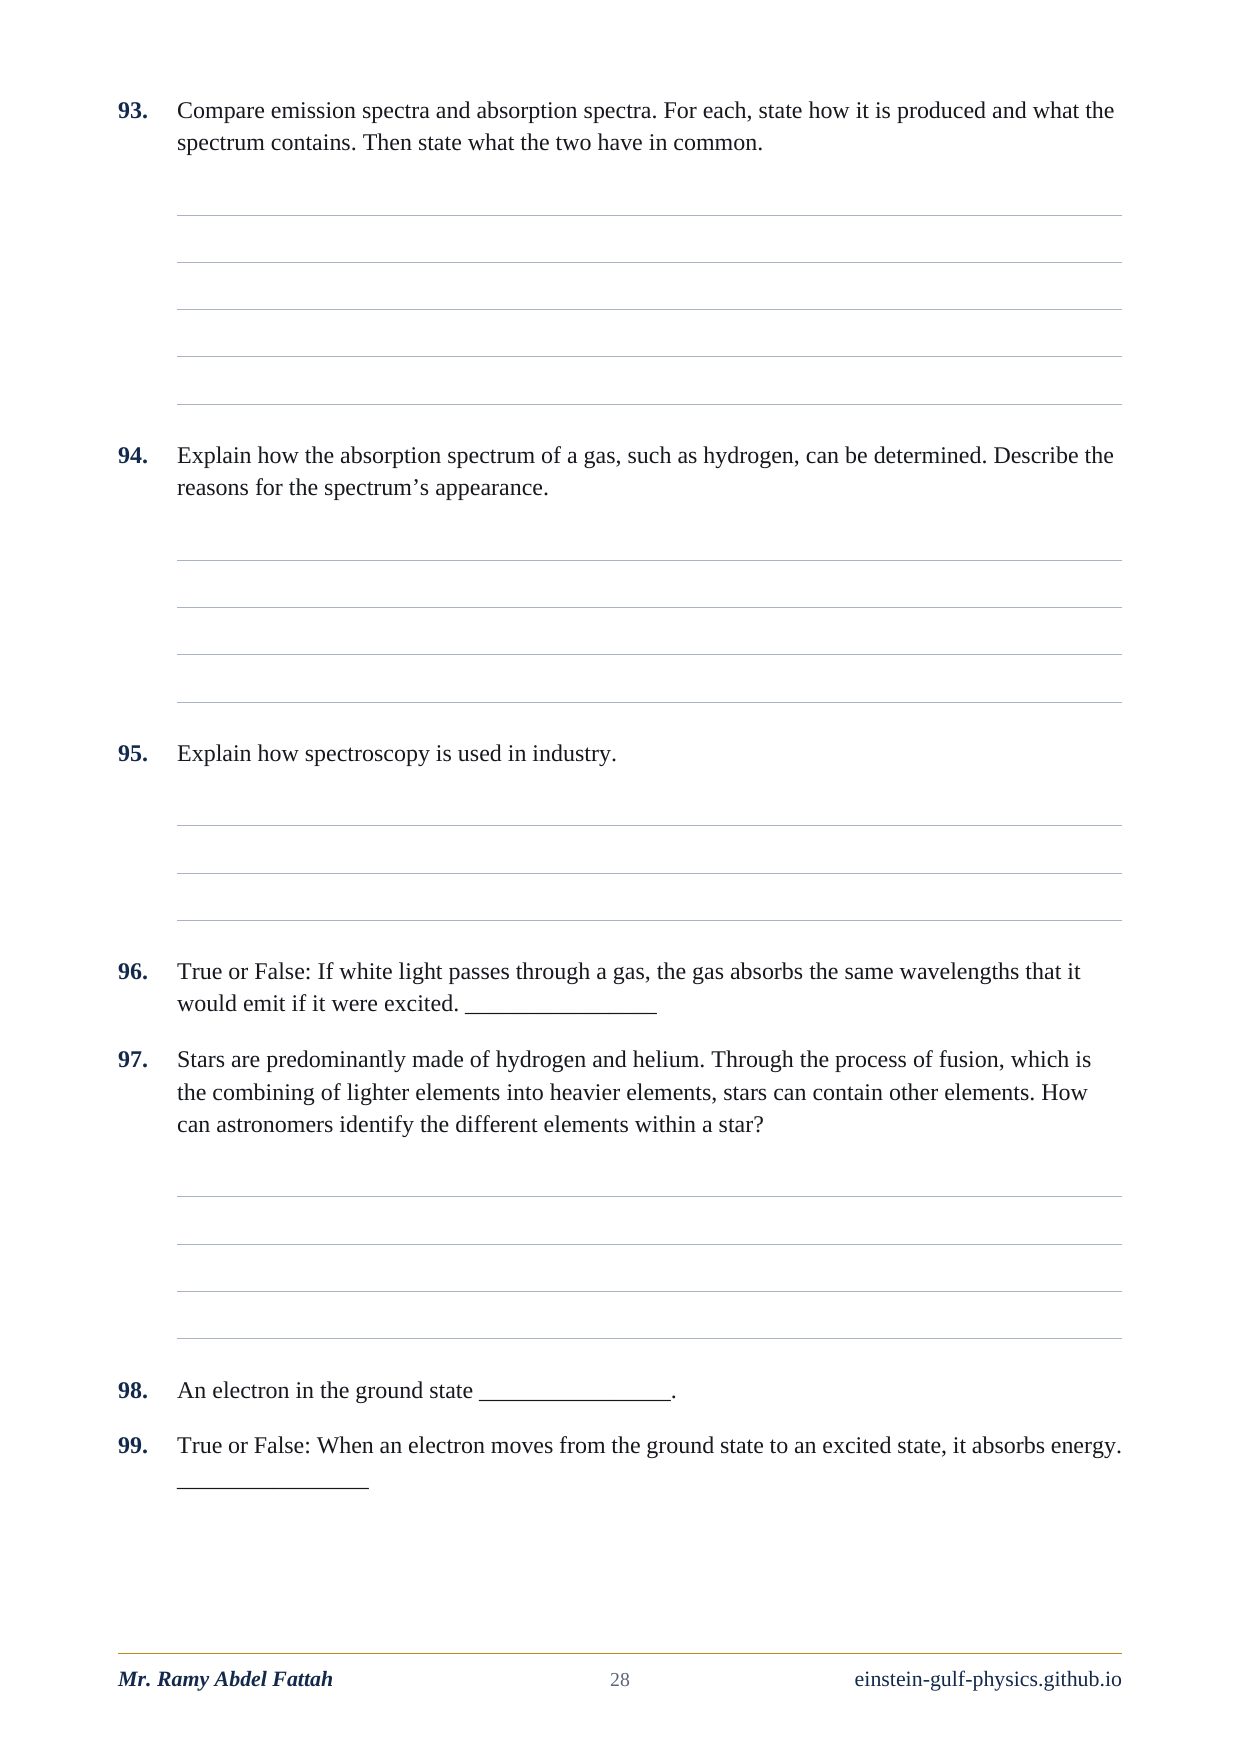 93. Compare emission spectra and absorption spectra. For each, state how it is produced and what the
spectrum contains. Then state what the two have in common.
94. Explain how the absorption spectrum of a gas, such as hydrogen, can be determined. Describe the
reasons for the spectrum’s appearance.
95. Explain how spectroscopy is used in industry.
96. True or False: If white light passes through a gas, the gas absorbs the same wavelengths that it
would emit if it were excited. ________________
97. Stars are predominantly made of hydrogen and helium. Through the process of fusion, which is
the combining of lighter elements into heavier elements, stars can contain other elements. How
can astronomers identify the different elements within a star?
98. An electron in the ground state ________________.
99. True or False: When an electron moves from the ground state to an excited state, it absorbs energy.
________________
Mr. Ramy Abdel Fattah 28 einstein-gulf-physics.github.io